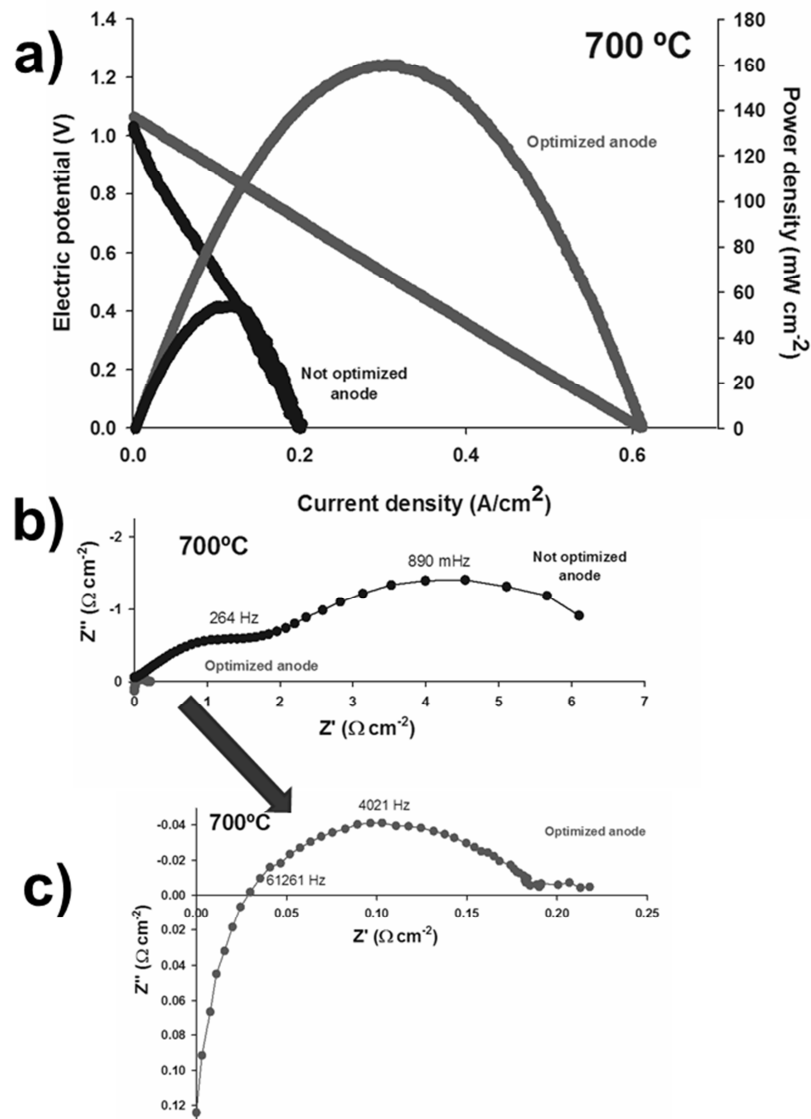 a)
700 ºC
1.4
1.2
1.0
0.8
0.6
0.4
0.2
0.0
Electric potential (V)
180
160
140
120
100
80
60
40
20
0
Power density (mW cm-2)
Optimized anode
Not optimized
anode
0.0
0.2
0.4
0.6
Current density (A/cm2)
b)
700ºC
-2
-1
0
Z'' (Ω cm-2)
264 Hz
890 mHz
Not optimized
anode
Optimized anode
0
1
2
3
4
5
6
7
Z' (Ω cm-2)
c)
700ºC
-0.04
-0.02
0.00
0.02
0.04
0.06
0.08
0.10
0.12
Z'' (Ω cm-2)
4021 Hz
Optimized anode
61261 Hz
0.00
0.05
0.10
0.15
0.20
0.25
Z' (Ω cm-2)